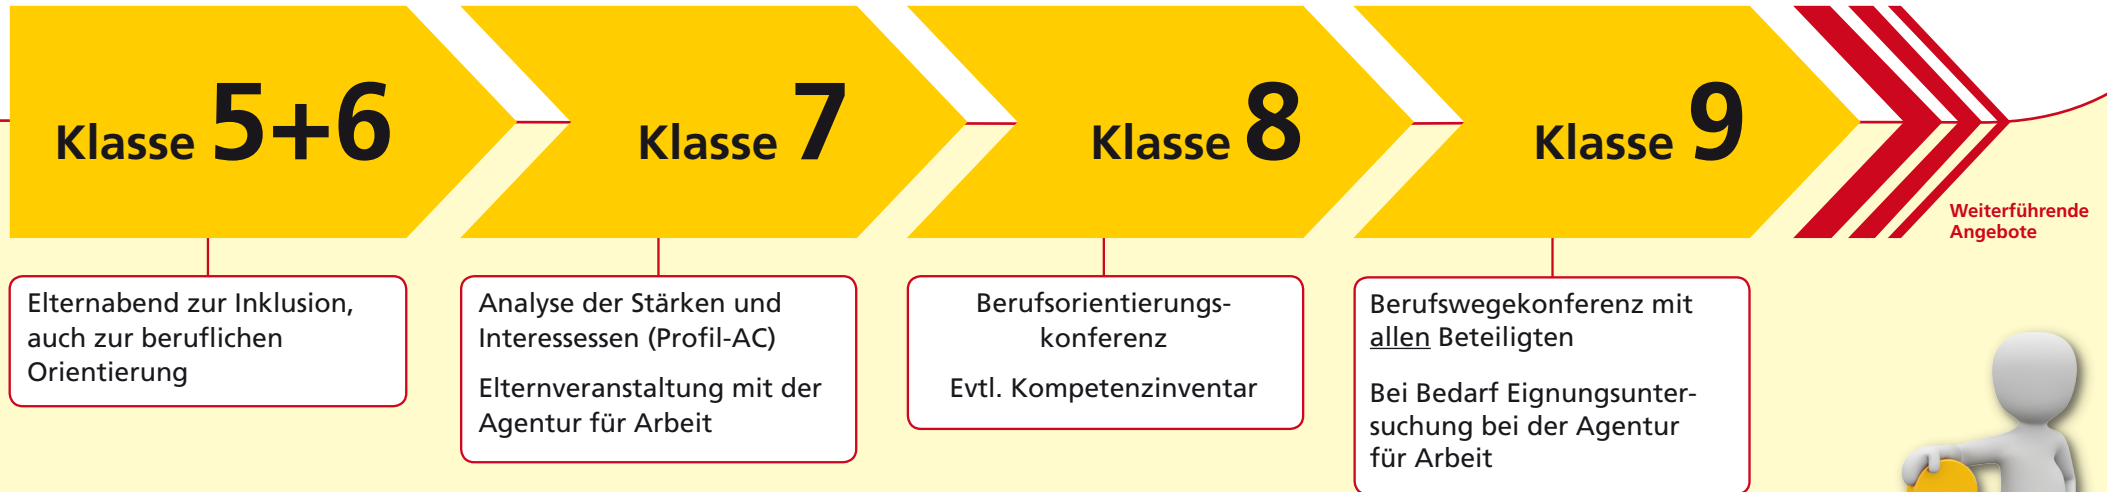 Klasse 5+6
Klasse 7
Klasse 8
Klasse 9
Weiterführende
Angebote
Elternabend zur Inklusion,
auch zur beruflichen
Orientierung
Analyse der Stärken und
Interessessen (Profil-AC)
Elternveranstaltung mit der
Agentur für Arbeit
Berufsorientierungs-
konferenz
Evtl. Kompetenzinventar
Berufswegekonferenz mit
allen Beteiligten
Bei Bedarf Eignungsunter-
suchung bei der Agentur
für Arbeit